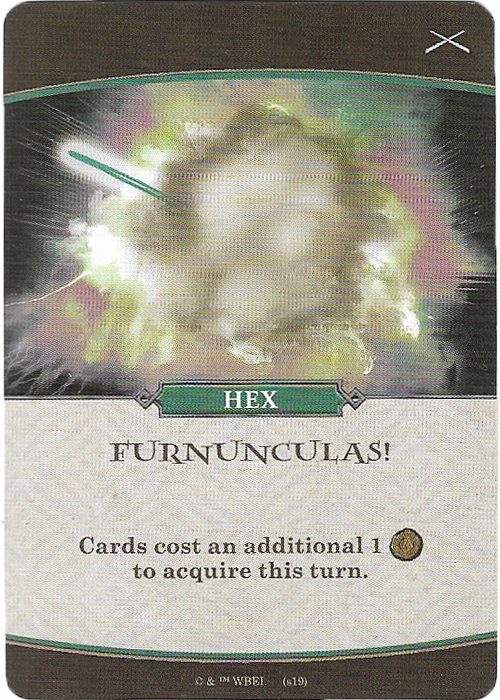 HEX
FURNUNCULAS!
Cards cost an additional 1
to acquire this turn.
© & ™ WBEI. (s19)